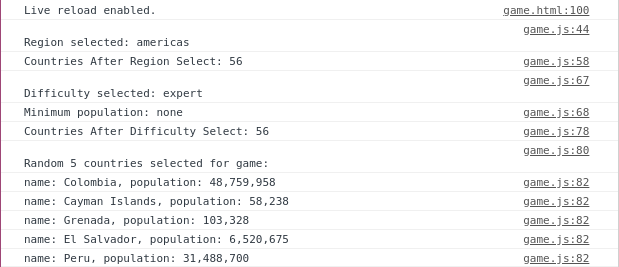 Live reload enabled. game.html:100
game.js:44
Region selected: americas
Countries After Region Select: 56 game.js:58
game.js:67
Difficulty selected: expert
Minimum population: none game.js:68
Countries After Difficulty Select: 56 game.js:78
game.js:80
Random 5 countries selected for game:
name: Colombia, population: 48,759,958 game.js:82
name: Cayman Islands, population: 58,238 game.js:82
name: Grenada, population: 103,328 game.js:82
name: El Salvador, population: 6,520,675 game.js:82
name: Peru, population: 31,488,700 game.js:82